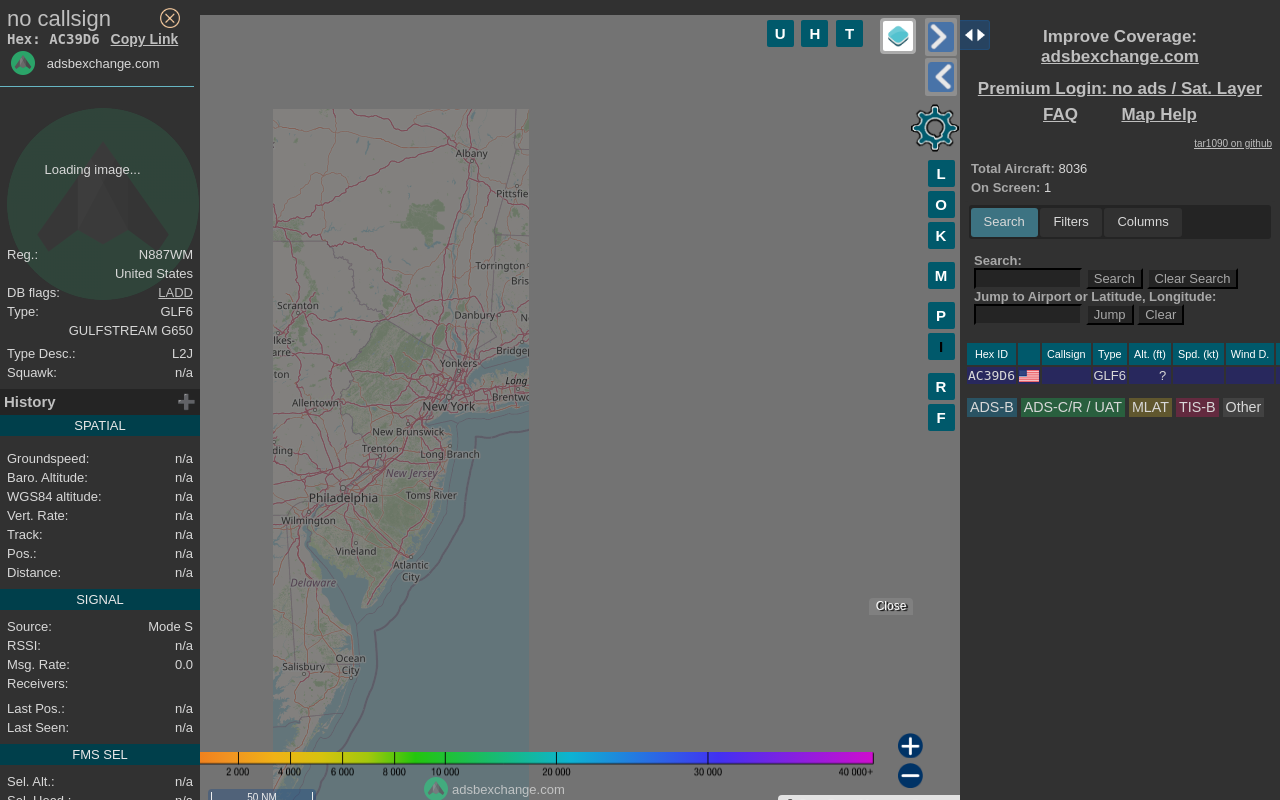 no callsign
Hex: AC39D6 Copy Link
adsbexchange.com
Loading image...
Reg.: N887WM
United States
DB flags: LADD
Type: GLF6
GULFSTREAM G650
Type Desc.: L2J
Squawk: n/a
History
SPATIAL
Groundspeed: n/a
Baro. Altitude: n/a
WGS84 altitude: n/a
Vert. Rate: n/a
Track: n/a
Pos.: n/a
Distance: n/a
SIGNAL
Source: Mode S
RSSI: n/a
Msg. Rate: 0.0
Receivers:
Last Pos.: n/a
Last Seen: n/a
FMS SEL
Sel. Alt.: n/a
U H T
L
O
K
M
P
I
R
F
Albany
Pittsfie
Torrington
Bris
Scranton
Danbury
N
lkes-
arre
Bridgep
Yonkers
ton
Long
Allentown
New York
Brentwo
New Brunswick
ding
Trenton
Long Branch
New Jersey
Philadelphia
Toms River
Wilmington
Vineland
Atlantic
City
Delaware
Ocean
City
Salisbury
Close
2 000 4 000 6 000 8 000 10 000 20 000 30 000 40 000+
adsbexchange.com
50 NM
Improve Coverage:
adsbexchange.com
Premium Login: no ads / Sat. Layer
FAQ Map Help
tar1090 on github
Total Aircraft: 8036
On Screen: 1
Search Filters Columns
Search:
Search Clear Search
Jump to Airport or Latitude, Longitude:
Jump Clear
Hex ID Callsign Type Alt. (ft) Spd. (kt) Wind D.
AC39D6 GLF6 ?
ADS-B ADS-C/R / UAT MLAT TIS-B Other